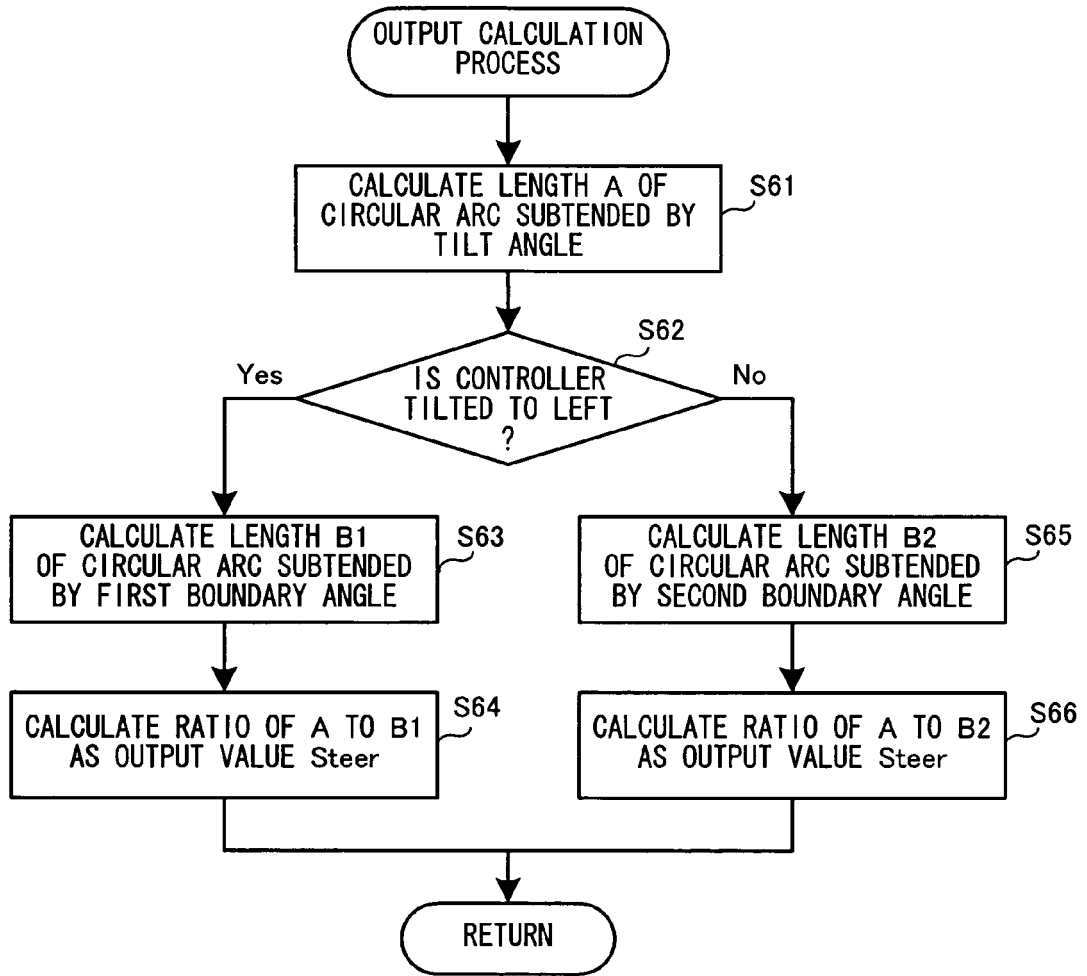 OUTPUT CALCULATION
PROCESS
CALCULATE LENGTH A OF
CIRCULAR ARC SUBTENDED BY
TILT ANGLE
S61
S62
IS CONTROLLER
TILTED TO LEFT
?
Yes
No
CALCULATE LENGTH B1
OF CIRCULAR ARC SUBTENDED
BY FIRST BOUNDARY ANGLE
S63
CALCULATE LENGTH B2
OF CIRCULAR ARC SUBTENDED
BY SECOND BOUNDARY ANGLE
S65
CALCULATE RATIO OF A TO B1
AS OUTPUT VALUE Steer
S64
CALCULATE RATIO OF A TO B2
AS OUTPUT VALUE Steer
S66
RETURN